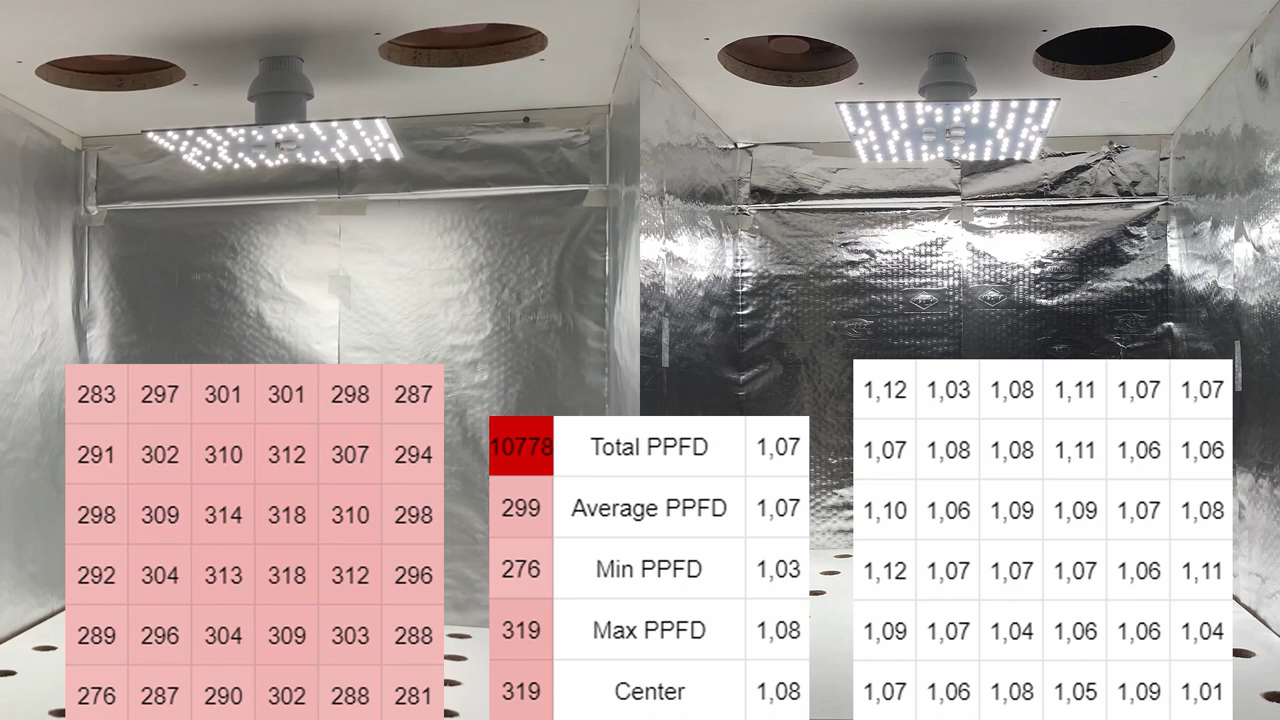 283 297 301 301 298 287
291 302 310 312 307 294
298 309 314 318 310 298
292 304 313 318 312 296
289 296 304 309 303 288
276 287 290 302 288 281
10778 Total PPFD 1,07
299 Average PPFD 1,07
276 Min PPFD 1,03
319 Max PPFD 1,08
319 Center 1,08
1,12 1,03 1,08 1,11 1,07 1,07
1,07 1,08 1,08 1,11 1,06 1,06
1,10 1,06 1,09 1,09 1,07 1,08
1,12 1,07 1,07 1,07 1,06 1,11
1,09 1,07 1,04 1,06 1,06 1,04
1,07 1,06 1,08 1,05 1,09 1,01